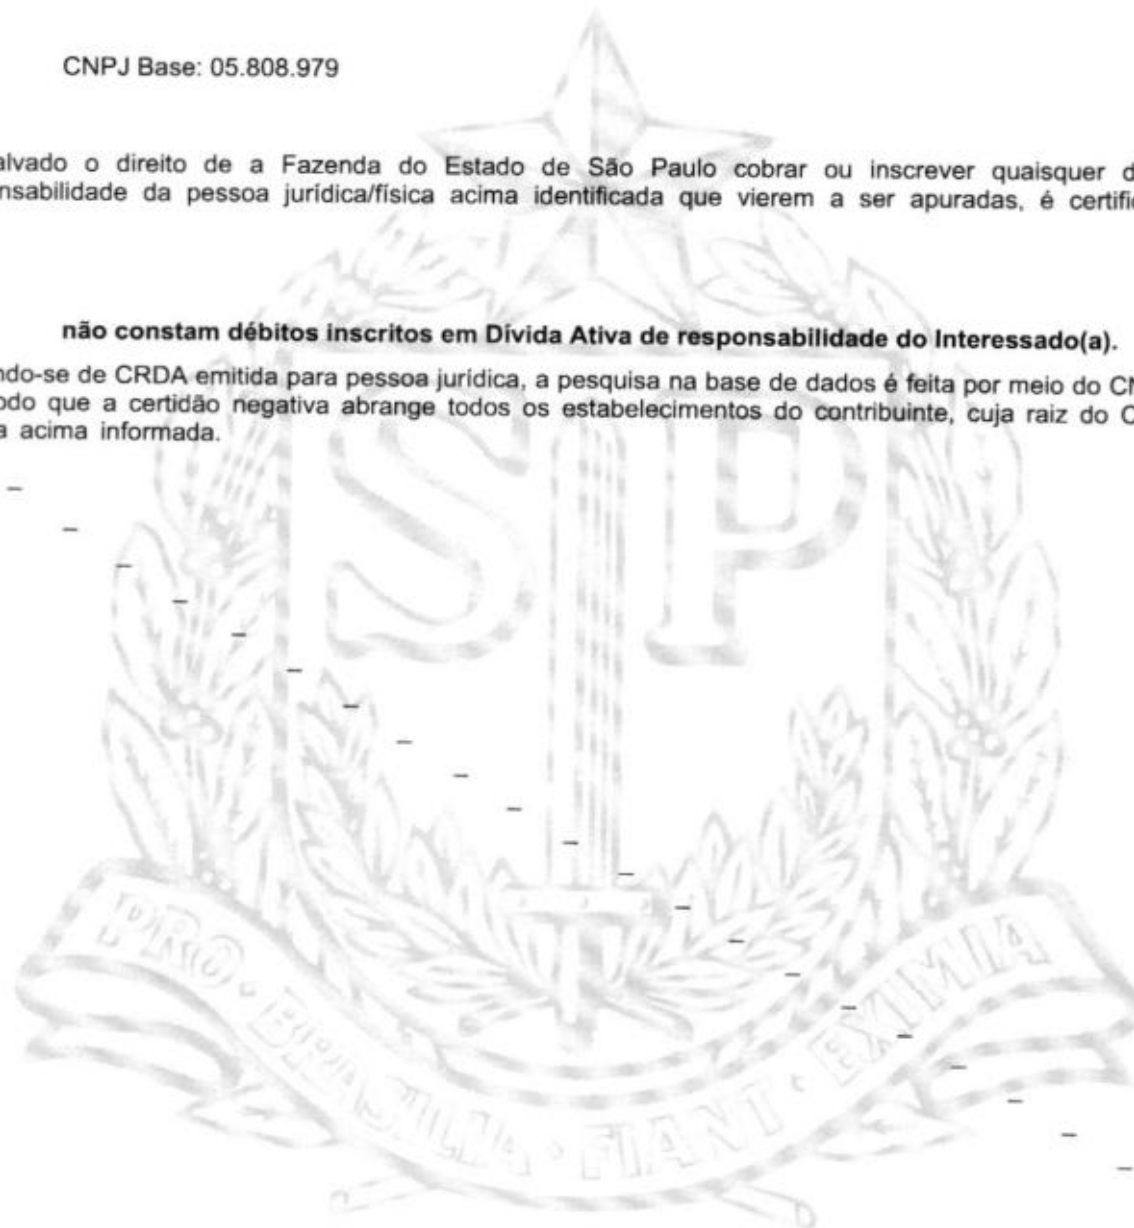 CNPJ Base: 05.808.979
alvado o direito de a Fazenda do Estado de São Paulo cobrar ou inscrever quaisquer d
nsabilidade da pessoa jurídica/física acima identificada que vierem a ser apuradas, é certific
não constam débitos inscritos em Dívida Ativa de responsabilidade do Interessado(a).
ndo-se de CRDA emitida para pessoa jurídica, a pesquisa na base de dados é feita por meio do CN
odo que a certidão negativa abrange todos os estabelecimentos do contribuinte, cuja raiz do C
a acima informada.
SP
PRO · BRASILIA · FIANT · EXIMIA